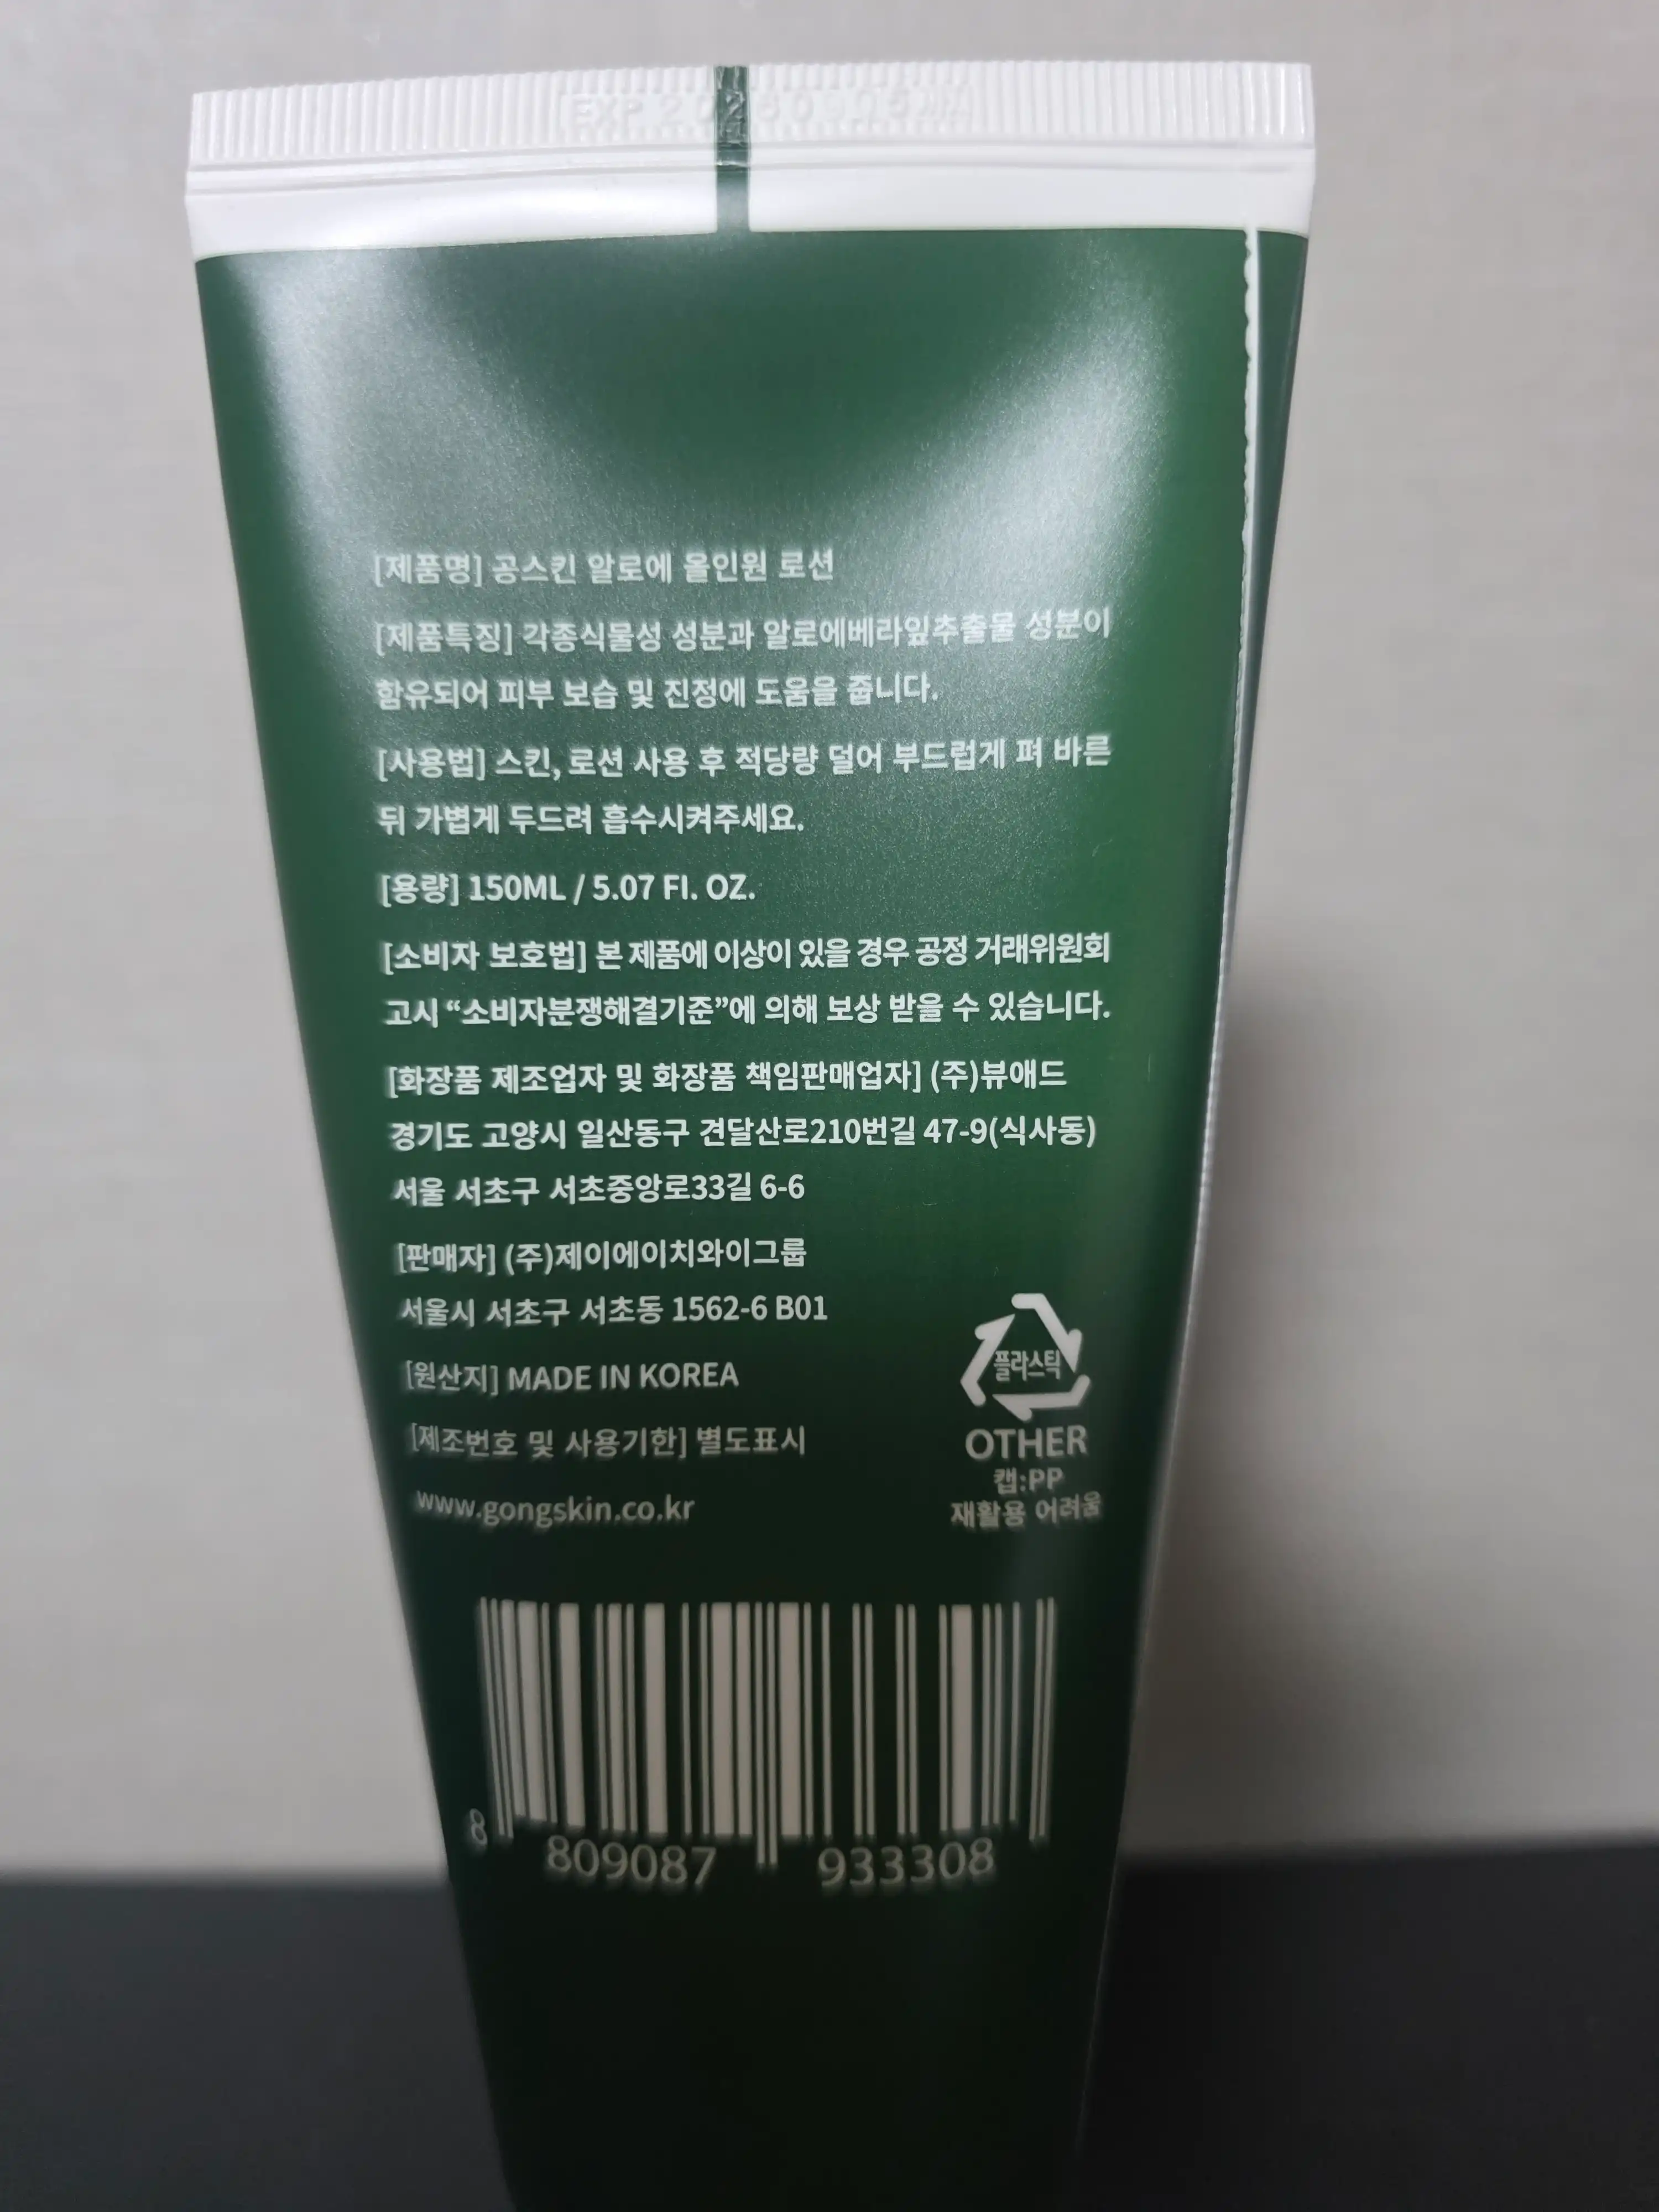 EXP 20260905까지
[제품명] 공스킨 알로에 올인원 로션
[제품특징] 각종식물성 성분과 알로에베라잎추출물 성분이
함유되어 피부 보습 및 진정에 도움을 줍니다.
[사용법] 스킨, 로션 사용 후 적당량 덜어 부드럽게 펴 바른
뒤 가볍게 두드려 흡수시켜주세요.
[용량] 150ML / 5.07 FI. OZ.
[소비자 보호법] 본 제품에 이상이 있을 경우 공정 거래위원회
고시 “소비자분쟁해결기준”에 의해 보상 받을 수 있습니다.
[화장품 제조업자 및 화장품 책임판매업자] (주)뷰애드
경기도 고양시 일산동구 견달산로210번길 47-9(식사동)
서울 서초구 서초중앙로33길 6-6
[판매자] (주)제이에이치와이그룹
서울시 서초구 서초동 1562-6 B01
[원산지] MADE IN KOREA
[제조번호 및 사용기한] 별도표시
www.gongskin.co.kr
플라스틱
OTHER
캡:PP
재활용 어려움
8 809087 933308